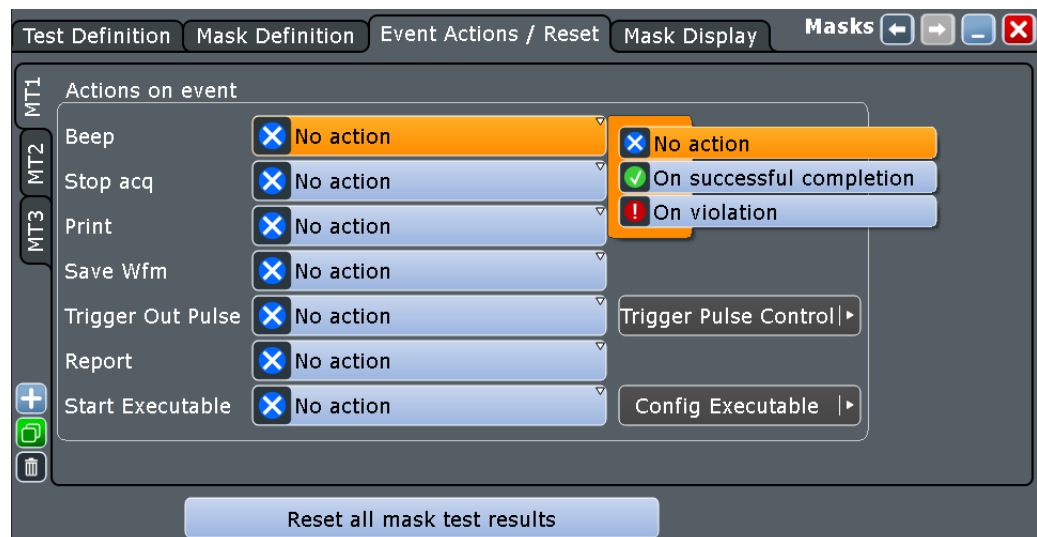 Test Definition Mask Definition Event Actions / Reset Mask Display Masks
MT1
MT2
MT3
Actions on event
Beep No action
No action
On successful completion
On violation
Stop acq No action
Print No action
Save Wfm No action
Trigger Out Pulse No action Trigger Pulse Control
Report No action
Start Executable No action Config Executable
Reset all mask test results